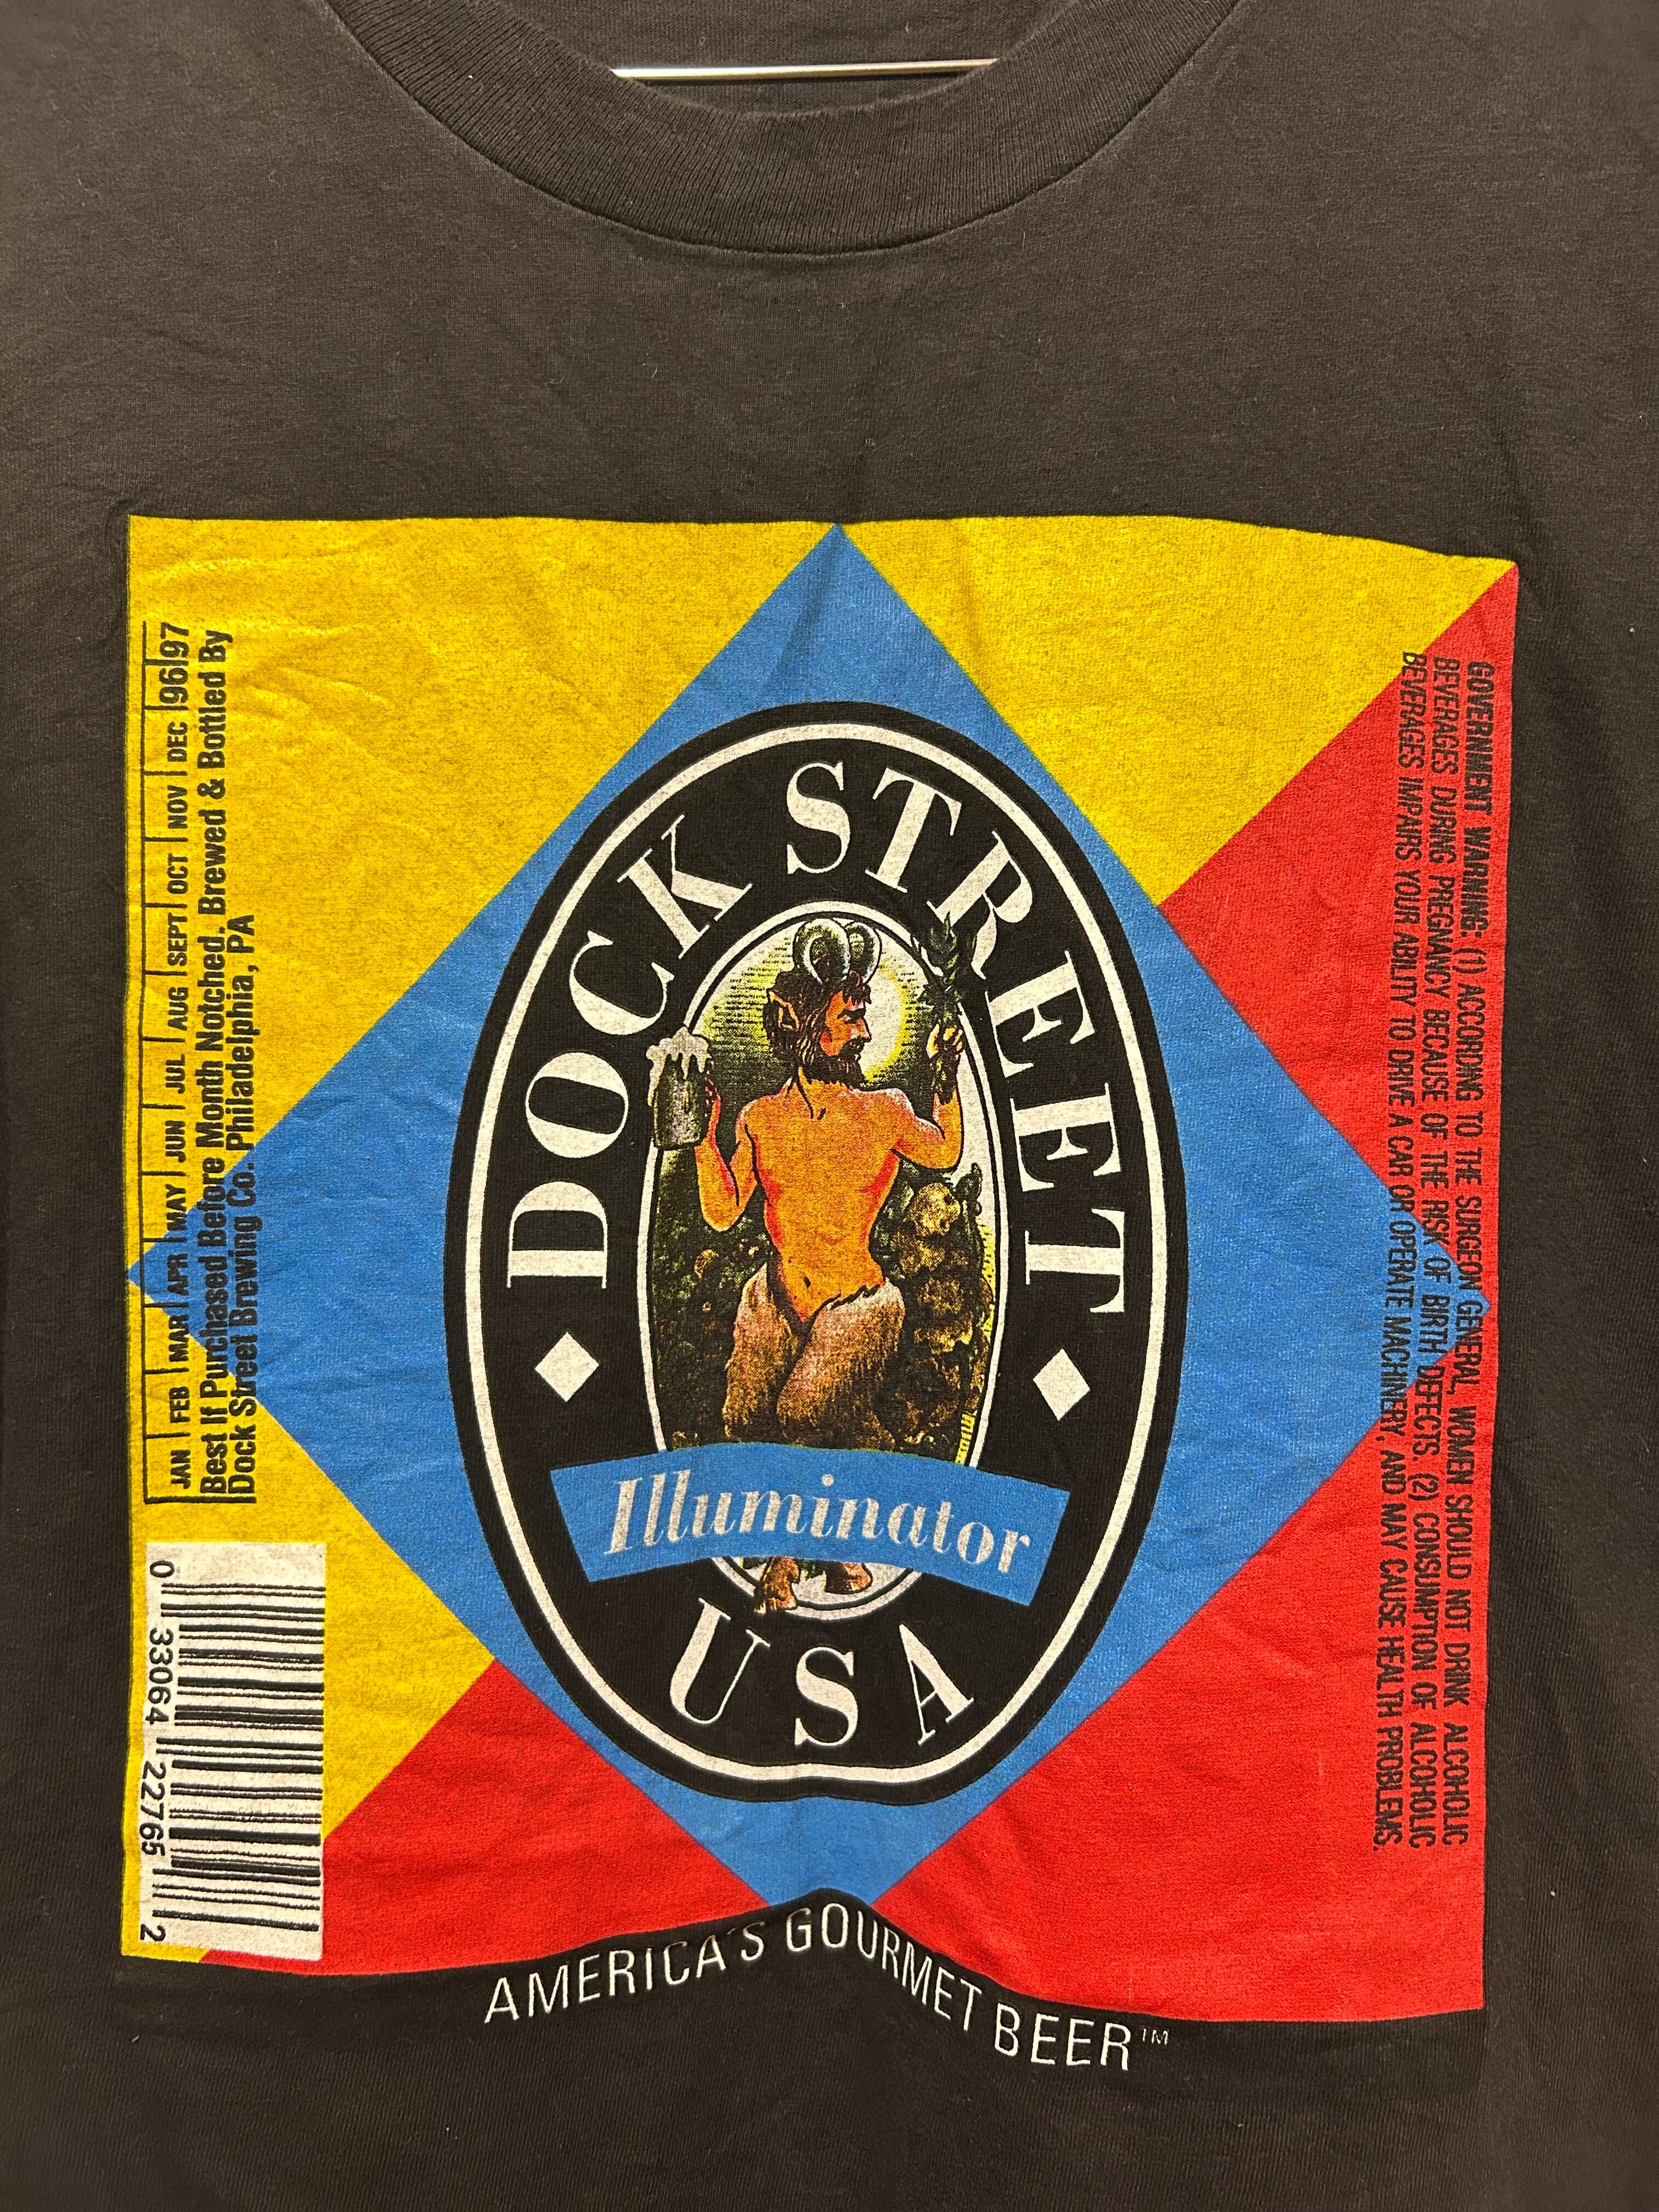 JAN FEB MAR APR MAY JUN JUL AUG SEPT OCT NOV DEC 96 97
Best If Purchased Before Month Notched. Brewed & Bottled By
Dock Street Brewing Co. Philadelphia, PA
0 33064 22765 2
DOCK STREET
Illuminator
USA
GOVERNMENT WARNING: (1) ACCORDING TO THE SURGEON GENERAL, WOMEN SHOULD NOT DRINK ALCOHOLIC
BEVERAGES DURING PREGNANCY BECAUSE OF THE RISK OF BIRTH DEFECTS. (2) CONSUMPTION OF ALCOHOLIC
BEVERAGES IMPAIRS YOUR ABILITY TO DRIVE A CAR OR OPERATE MACHINERY, AND MAY CAUSE HEALTH PROBLEMS.
AMERICA'S GOURMET BEER™